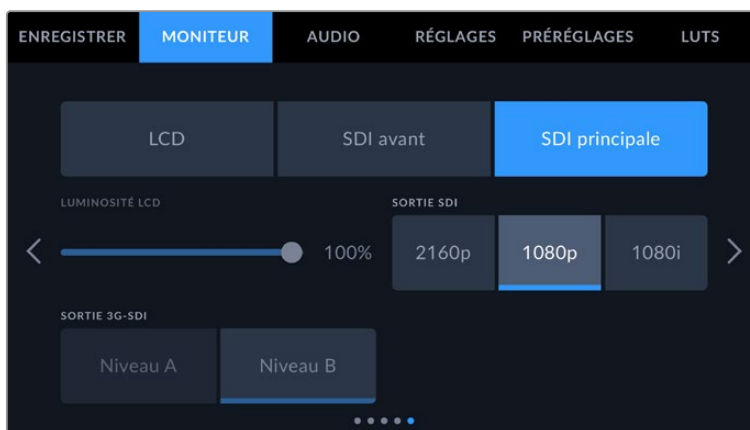 ENREGISTRER MONITEUR AUDIO RÉGLAGES PRÉRÉGLAGES LUTS
LCD SDI avant SDI principale
LUMINOSITÉ LCD SORTIE SDI
100% 2160p 1080p 1080i
SORTIE 3G-SDI
Niveau A Niveau B